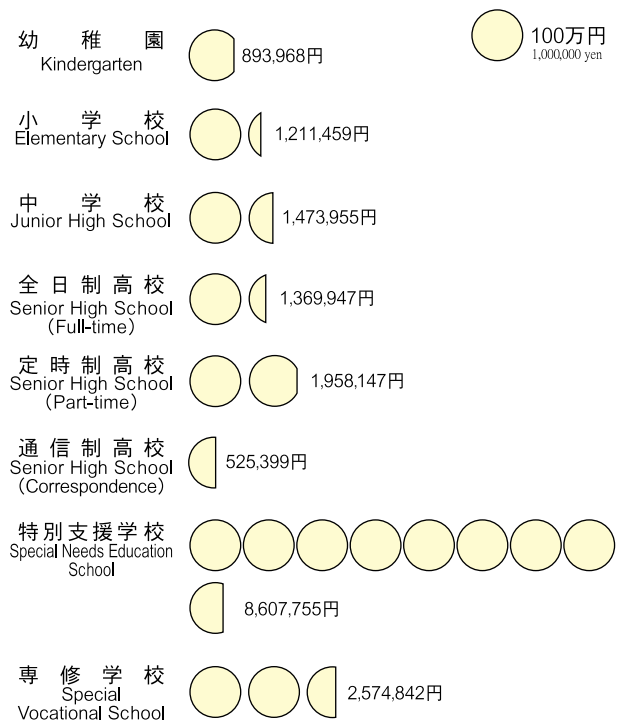 幼稚園
Kindergarten
893,968円
100万円
1,000,000 yen
小学校
Elementary School
1,211,459円
中学校
Junior High School
1,473,955円
全日制高校
Senior High School
（Full-time）
1,369,947円
定時制高校
Senior High School
（Part-time）
1,958,147円
通信制高校
Senior High School
（Correspondence）
525,399円
特別支援学校
Special Needs Education
School
8,607,755円
専修学校
Special
Vocational School
2,574,842円